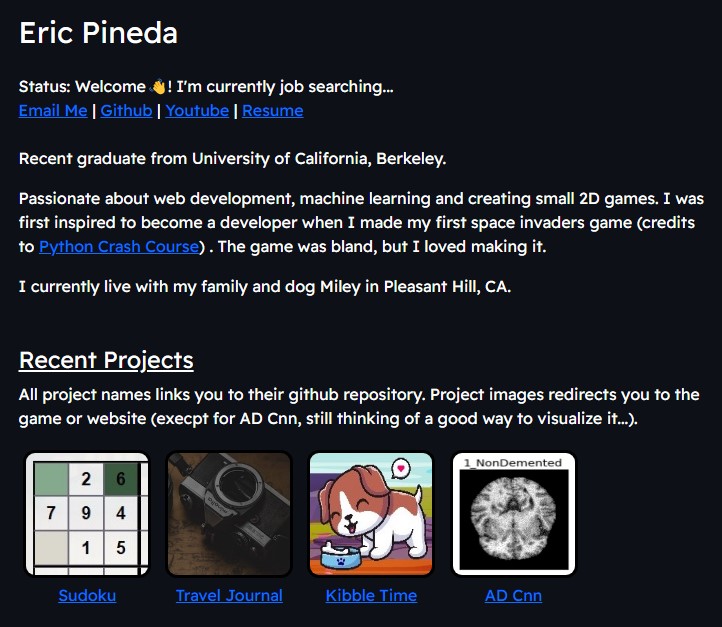 Eric Pineda
Status: Welcome 👋! I'm currently job searching...
Email Me | Github | Youtube | Resume
Recent graduate from University of California, Berkeley.
Passionate about web development, machine learning and creating small 2D games. I was
first inspired to become a developer when I made my first space invaders game (credits
to Python Crash Course) . The game was bland, but I loved making it.
I currently live with my family and dog Miley in Pleasant Hill, CA.
Recent Projects
All project names links you to their github repository. Project images redirects you to the
game or website (execpt for AD Cnn, still thinking of a good way to visualize it...).
1_NonDemented
2 6
7 9 4
1 5
Sudoku Travel Journal Kibble Time AD Cnn